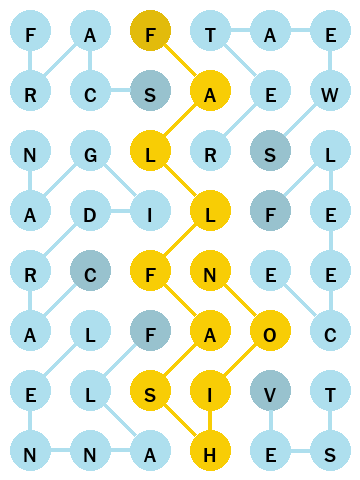 F A F T A E
R C S A E W
N G L R S L
A D I L F E
R C F N E E
A L F A O C
E L S I V T
N N A H E S